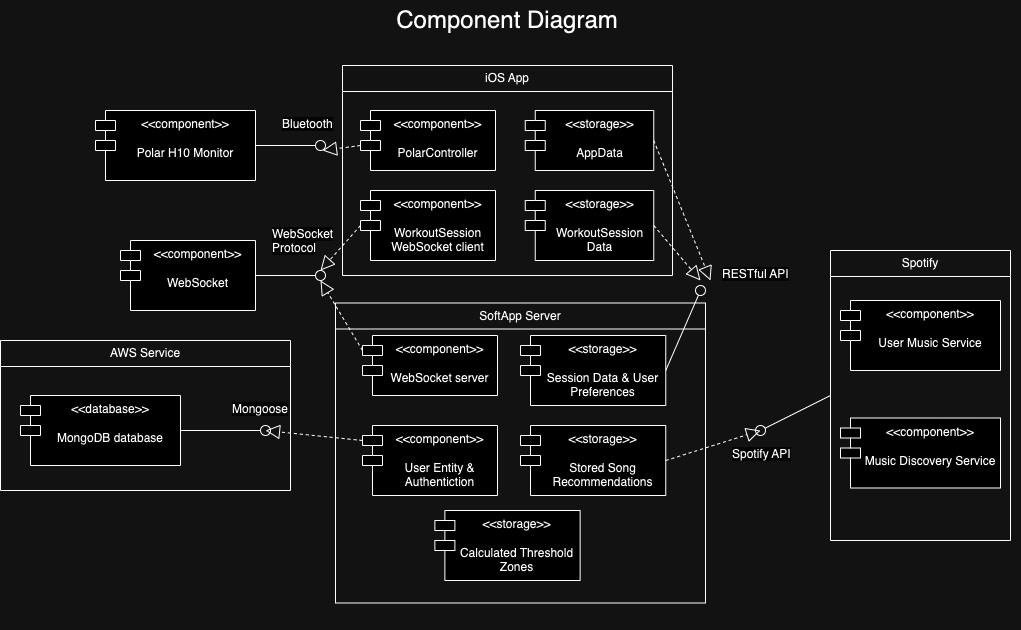 Component Diagram
iOS App
<<component>>
Polar H10 Monitor
Bluetooth
<<component>>
PolarController
<<storage>>
AppData
<<component>>
WebSocket
WebSocket
Protocol
<<component>>
WorkoutSession
WebSocket client
<<storage>>
WorkoutSession
Data
RESTful API
AWS Service
<<database>>
MongoDB database
Mongoose
SoftApp Server
<<component>>
WebSocket server
<<storage>>
Session Data & User
Preferences
<<component>>
User Entity &
Authentiction
<<storage>>
Stored Song
Recommendations
<<storage>>
Calculated Threshold
Zones
Spotify API
Spotify
<<component>>
User Music Service
<<component>>
Music Discovery Service